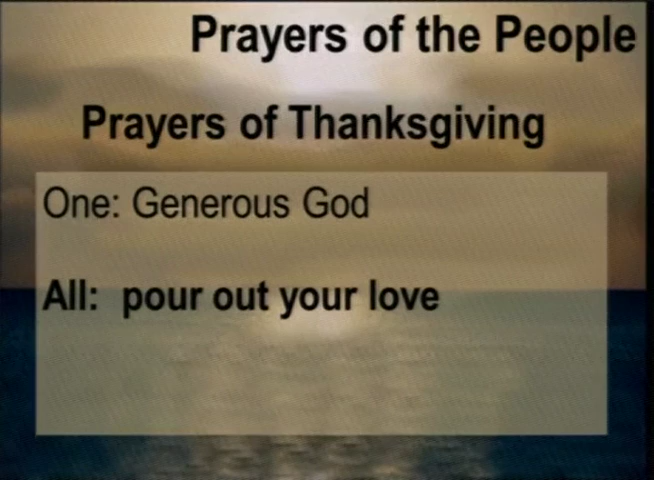 Prayers of the People
Prayers of Thanksgiving
One: Generous God
All: pour out your love